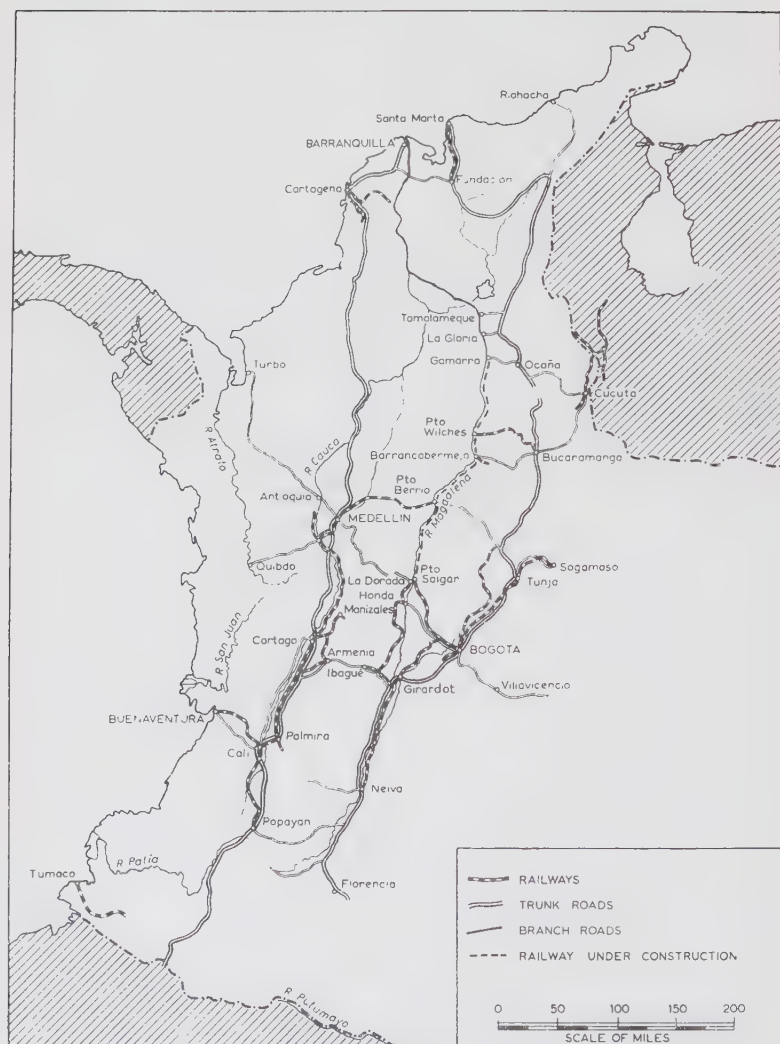 Riohacha
Santa Marta
BARRANQUILLA
Fundación
Cartagena
Tamalameque
La Gloria
Gamarra
Ocaña
Turbo
Cucuta
Pto
Wilches
R. Atrato
R. Cauca
Barrancabermeja
Bucaramanga
Pto
Berrio
Antioquia
R. Magdalena
MEDELLIN
Quibdo
Pto
Salgar
Sogamoso
La Dorada
Tunja
Honda
Manizales
R. San Juan
Cartago
Armenia
BOGOTA
Ibagué
Girardot
Villavicencio
BUENAVENTURA
Palmira
Cali
Neiva
Popayan
R. Patia
Tumaco
Florencia
R. Putumayo
RAILWAYS
TRUNK ROADS
BRANCH ROADS
RAILWAY UNDER CONSTRUCTION
0 50 100 150 200
SCALE OF MILES